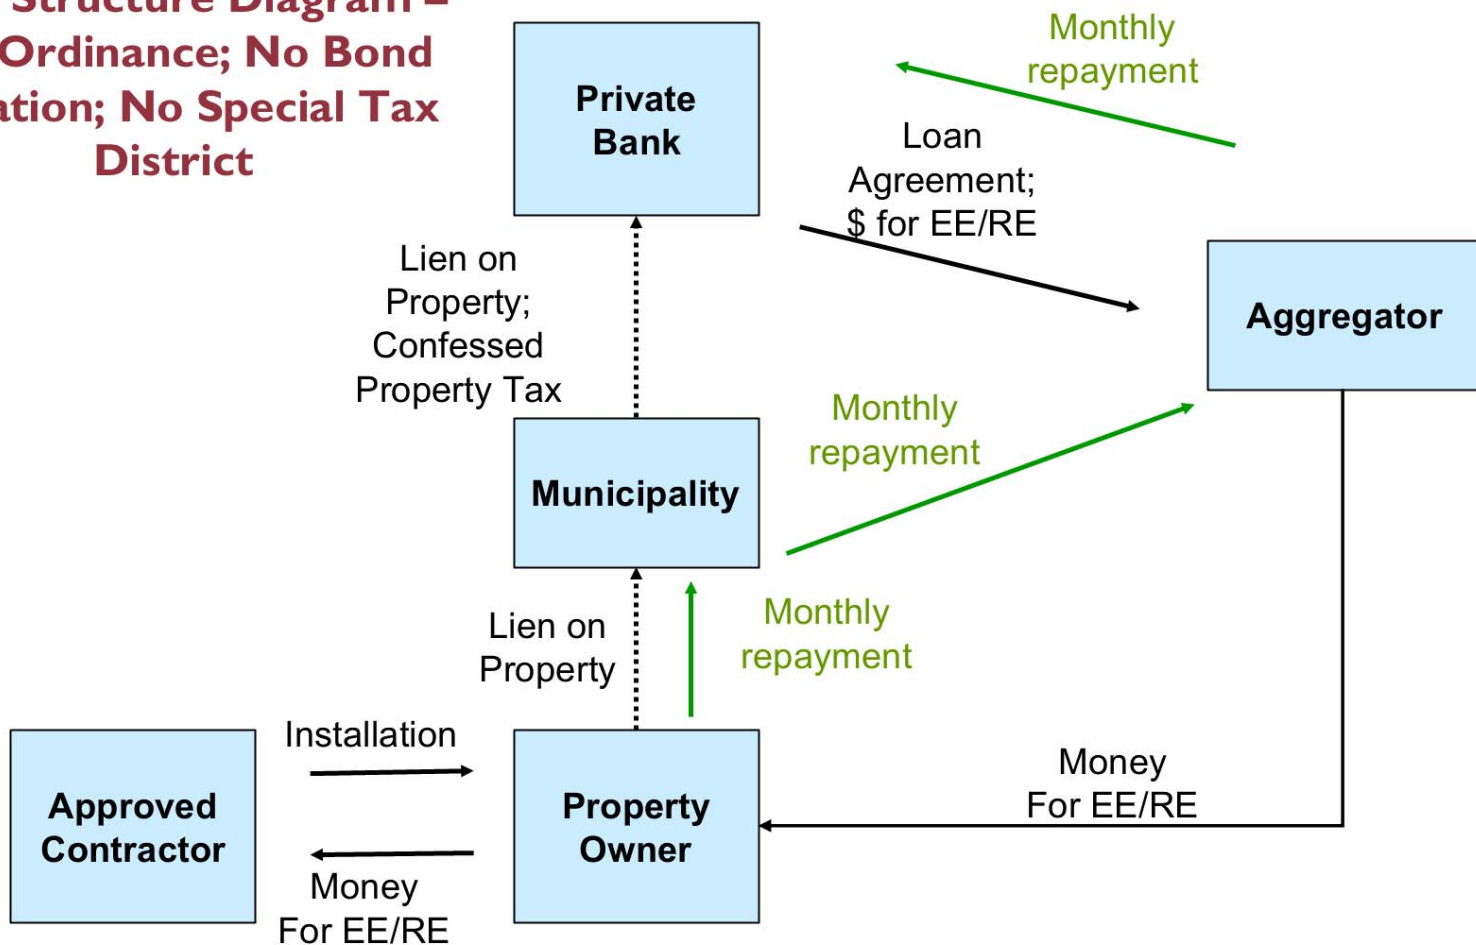 Structure Diagram –
Ordinance; No Bond
ation; No Special Tax
District
Private
Bank
Monthly
repayment
Loan
Agreement;
$ for EE/RE
Aggregator
Lien on
Property;
Confessed
Property Tax
Monthly
repayment
Municipality
Lien on
Property
Monthly
repayment
Installation
Approved
Contractor
Property
Owner
Money
For EE/RE
Money
For EE/RE